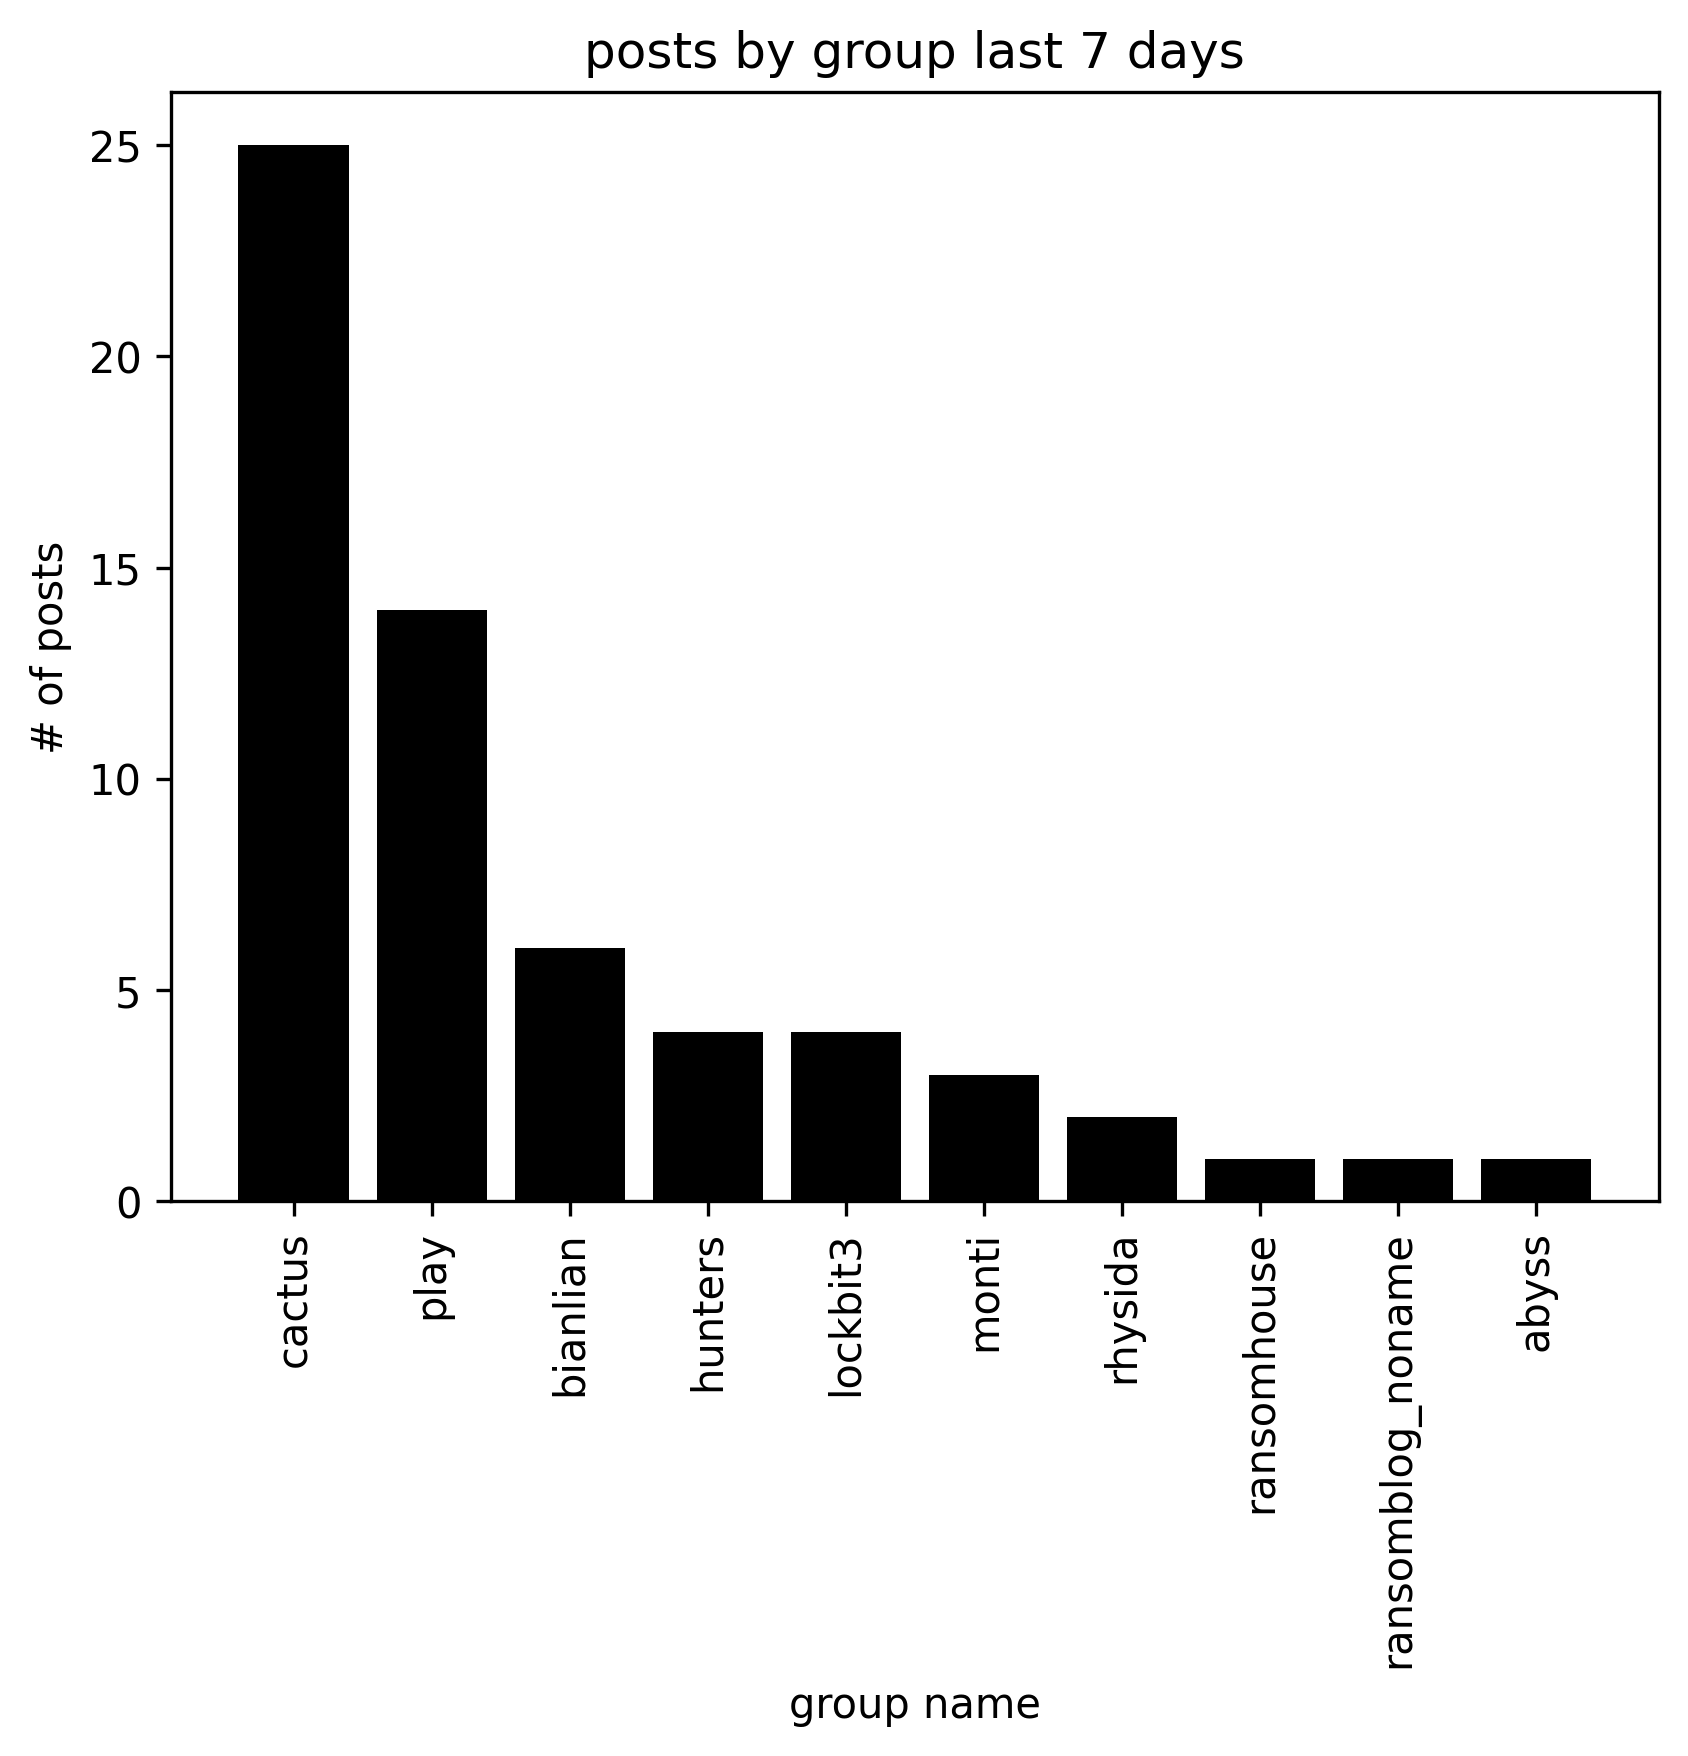 posts by group last 7 days
# of posts
25
20
15
10
5
0
cactus
play
bianlian
hunters
lockbit3
monti
rhysida
ransomhouse
ransomblog_noname
abyss
group name